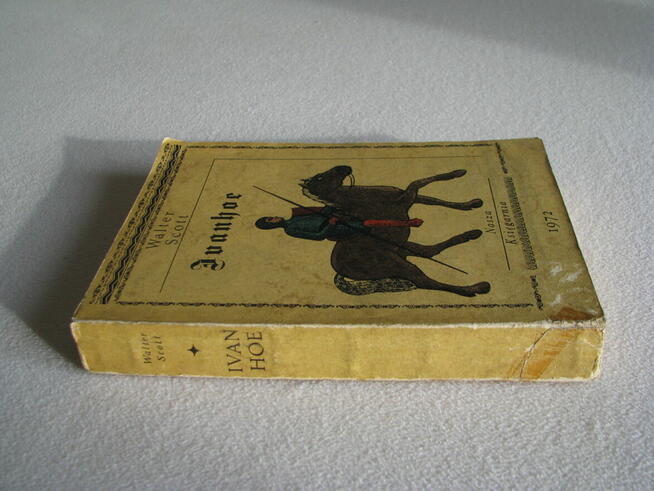 Walter
Scott
Ivanhoe
Nasza
Księgarnia
1972
Walter
Scott
IVAN
HOE